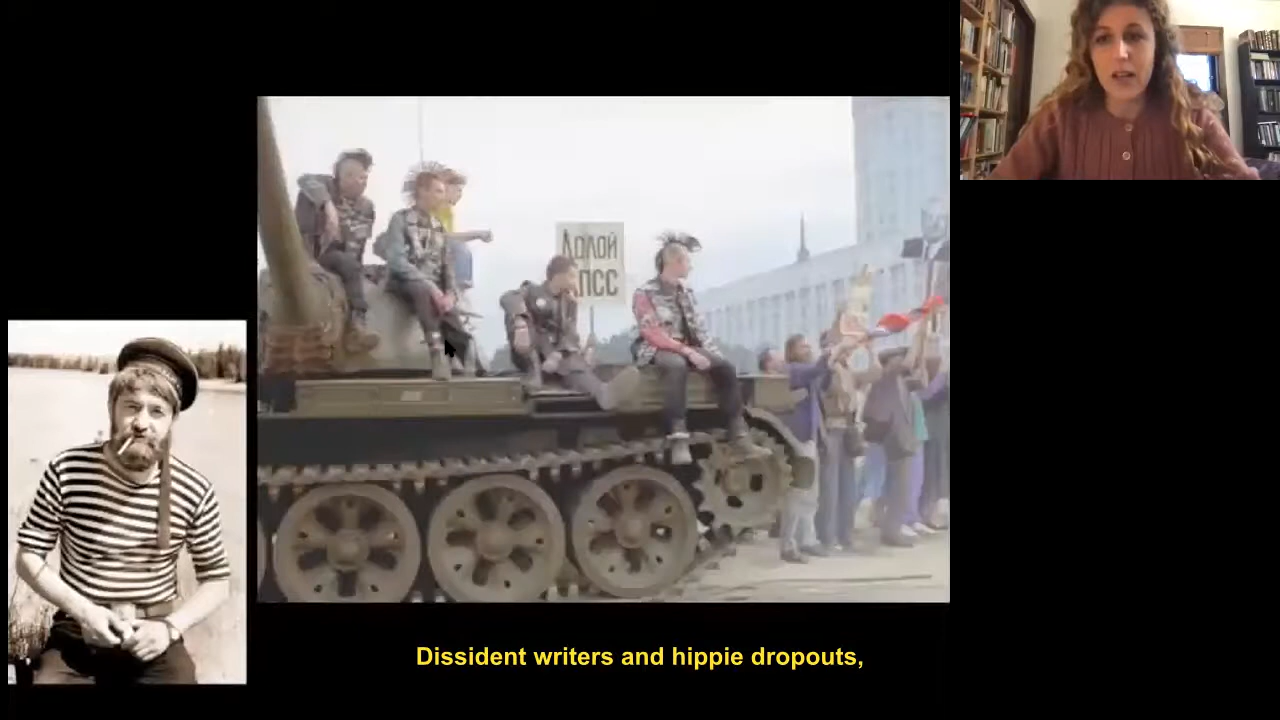 ДОЛОЙ
КПСС
Dissident writers and hippie dropouts,